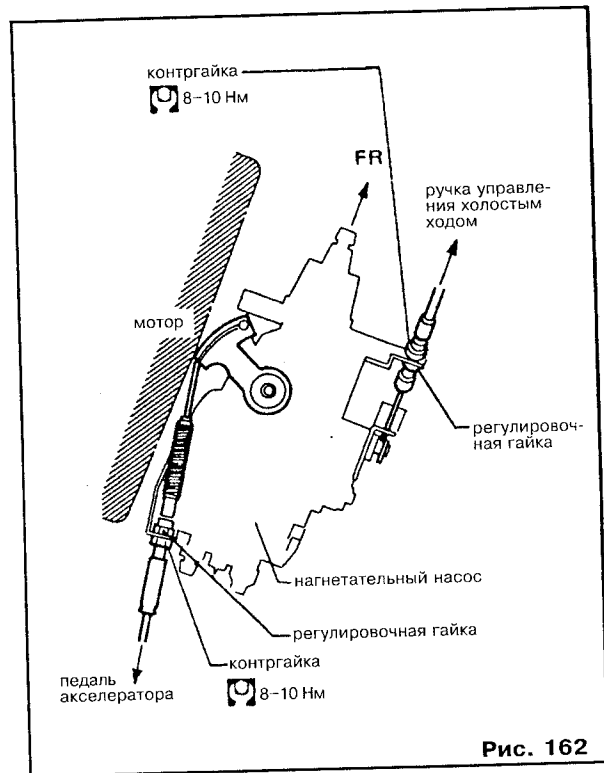 контргайка
8–10 Нм
FR
ручка управле-
ния холостым
ходом
мотор
регулировоч-
ная гайка
нагнетательный насос
регулировочная гайка
контргайка
8–10 Нм
педаль
акселератора
Рис. 162